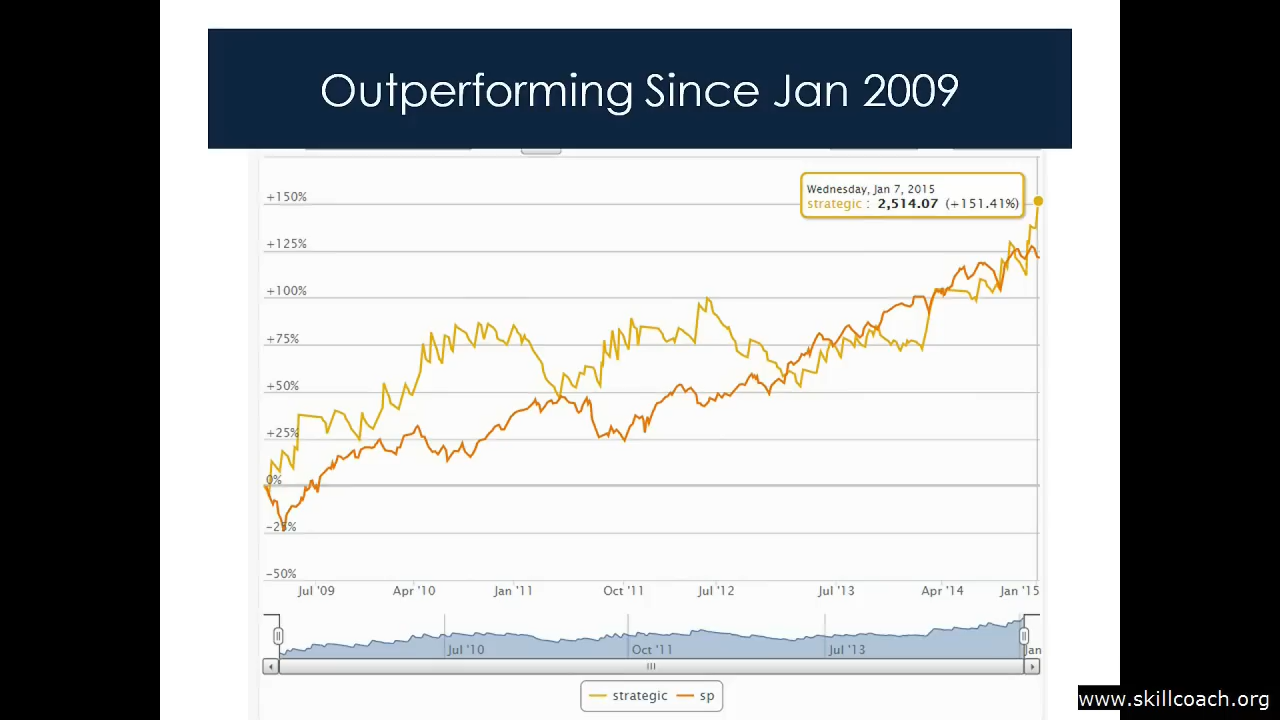 Outperforming Since Jan 2009
Wednesday, Jan 7, 2015
strategic : 2,514.07 (+151.41%)
+150%
+125%
+100%
+75%
+50%
+25%
0%
−25%
−50%
Jul '09 Apr '10 Jan '11 Oct '11 Jul '12 Jul '13 Apr '14 Jan '15
Jul '10 Oct '11 Jul '13 Jan
strategic sp
www.skillcoach.org